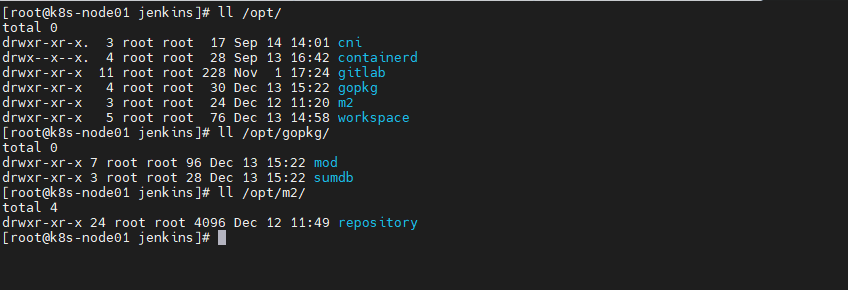 [root@k8s-node01 jenkins]# ll /opt/
total 0
drwxr-xr-x.  3 root root  17 Sep 14 14:01 cni
drwx--x--x.  4 root root  28 Sep 13 16:42 containerd
drwxr-xr-x  11 root root 228 Nov  1 17:24 gitlab
drwxr-xr-x   4 root root  30 Dec 13 15:22 gopkg
drwxr-xr-x   3 root root  24 Dec 12 11:20 m2
drwxr-xr-x   5 root root  76 Dec 13 14:58 workspace
[root@k8s-node01 jenkins]# ll /opt/gopkg/
total 0
drwxr-xr-x 7 root root 96 Dec 13 15:22 mod
drwxr-xr-x 3 root root 28 Dec 13 15:22 sumdb
[root@k8s-node01 jenkins]# ll /opt/m2/
total 4
drwxr-xr-x 24 root root 4096 Dec 12 11:49 repository
[root@k8s-node01 jenkins]#